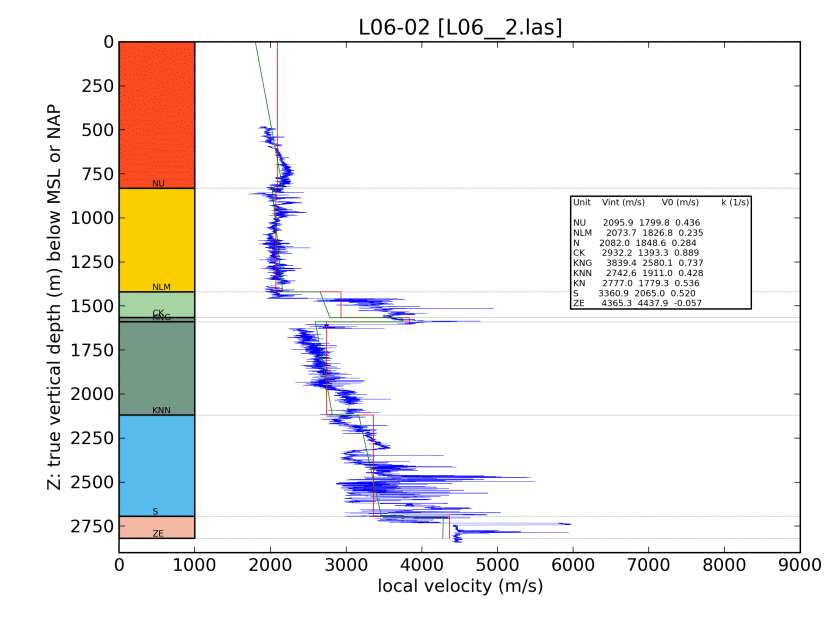 L06-02 [L06__2.las]
Z: true vertical depth (m) below MSL or NAP
0
250
500
750
1000
1250
1500
1750
2000
2250
2500
2750
NU
NLM
CK
KNG
KNN
S
ZE
Unit Vint (m/s) V0 (m/s) k (1/s)
NU 2095.9 1799.8 0.436
NLM 2073.7 1826.8 0.235
N 2082.0 1848.6 0.284
CK 2932.2 1393.3 0.889
KNG 3839.4 2580.1 0.737
KNN 2742.6 1911.0 0.428
KN 2777.0 1779.3 0.536
S 3360.9 2065.0 0.520
ZE 4365.3 4437.9 -0.057
0 1000 2000 3000 4000 5000 6000 7000 8000 9000
local velocity (m/s)